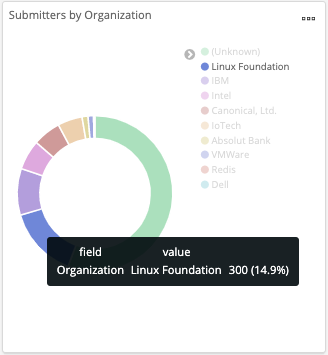 Submitters by Organization
(Unknown)
Linux Foundation
IBM
Intel
Canonical, Ltd.
IoTech
Absolut Bank
VMWare
Redis
Dell
field value
Organization Linux Foundation 300 (14.9%)